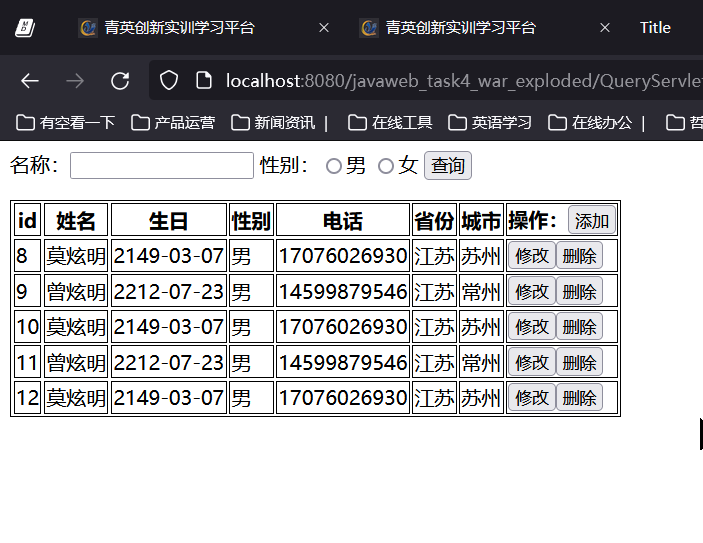 青英创新实训学习平台 青英创新实训学习平台 Title
localhost:8080/javaweb_task4_war_exploded/QueryServlet
有空看一下 产品运营 新闻资讯 | 在线工具 英语学习 在线办公 | 哲
名称： 性别： 男 女 查询
id 姓名 生日 性别 电话 省份 城市 操作： 添加
8 莫炫明 2149-03-07 男 17076026930 江苏 苏州 修改 删除
9 曾炫明 2212-07-23 男 14599879546 江苏 常州 修改 删除
10 莫炫明 2149-03-07 男 17076026930 江苏 苏州 修改 删除
11 曾炫明 2212-07-23 男 14599879546 江苏 常州 修改 删除
12 莫炫明 2149-03-07 男 17076026930 江苏 苏州 修改 删除